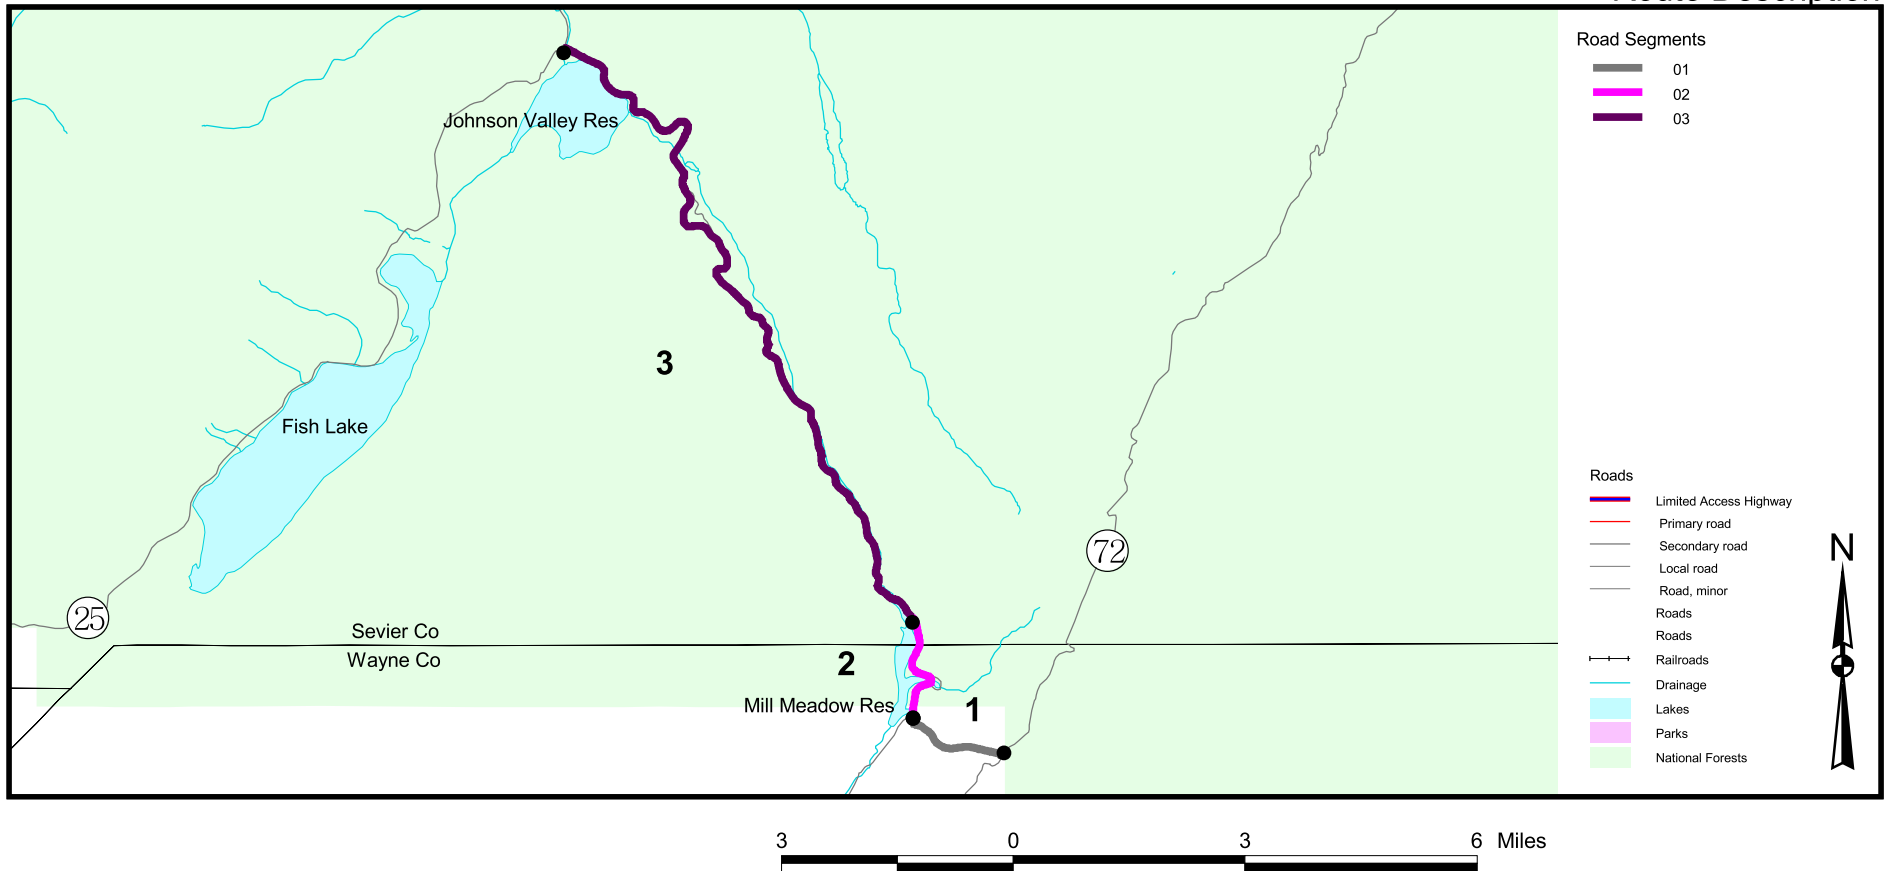 Johnson Valley Res
3
Fish Lake
72
25
Sevier Co
Wayne Co
2
Mill Meadow Res
1
Road Segments
01
02
03
Roads
Limited Access Highway
Primary road
Secondary road
Local road
Road, minor
Roads
Roads
Railroads
Drainage
Lakes
Parks
National Forests
N
3 0 3 6 Miles